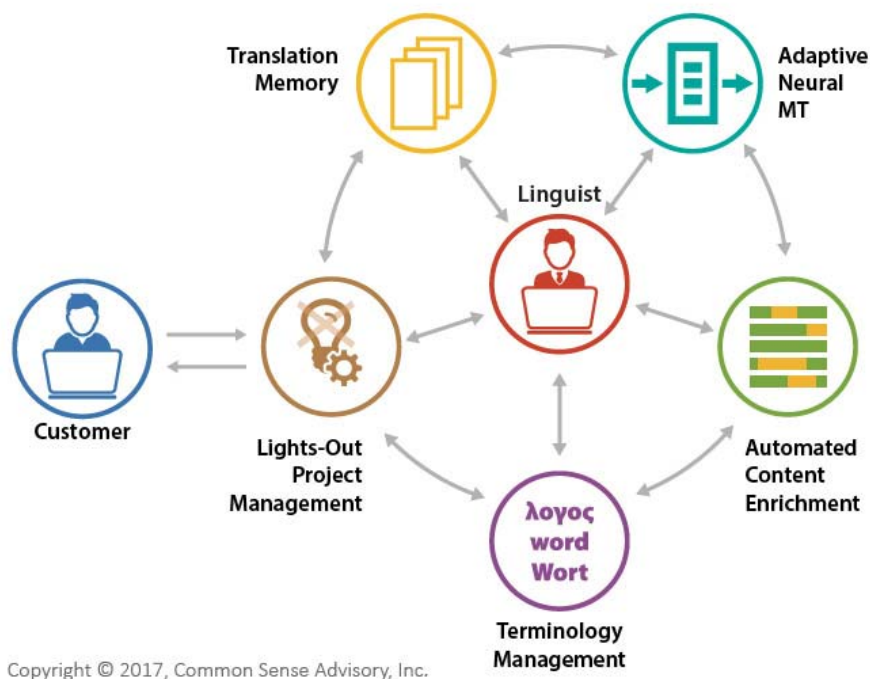 Translation
Memory
Adaptive
Neural
MT
Linguist
Customer
Lights-Out
Project
Management
Automated
Content
Enrichment
λογος
word
Wort
Terminology
Management
Copyright © 2017, Common Sense Advisory, Inc.